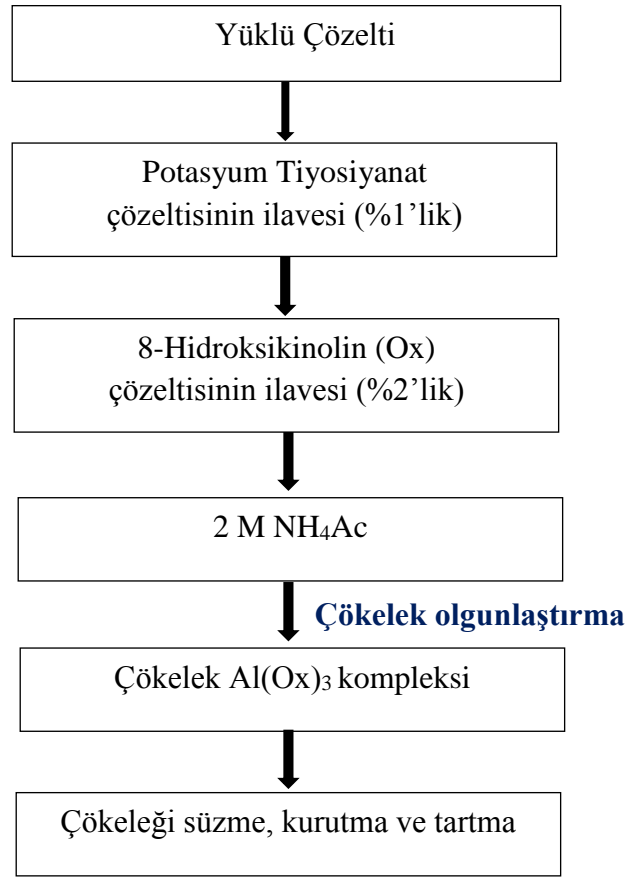 Yüklü Çözelti
Potasyum Tiyosiyanat
çözeltisinin ilavesi (%1’lik)
8-Hidroksikinolin (Ox)
çözeltisinin ilavesi (%2’lik)
2 M NH₄Ac
Çökelek olgunlaştırma
Çökelek Al(Ox)₃ kompleksi
Çökeleği süzme, kurutma ve tartma